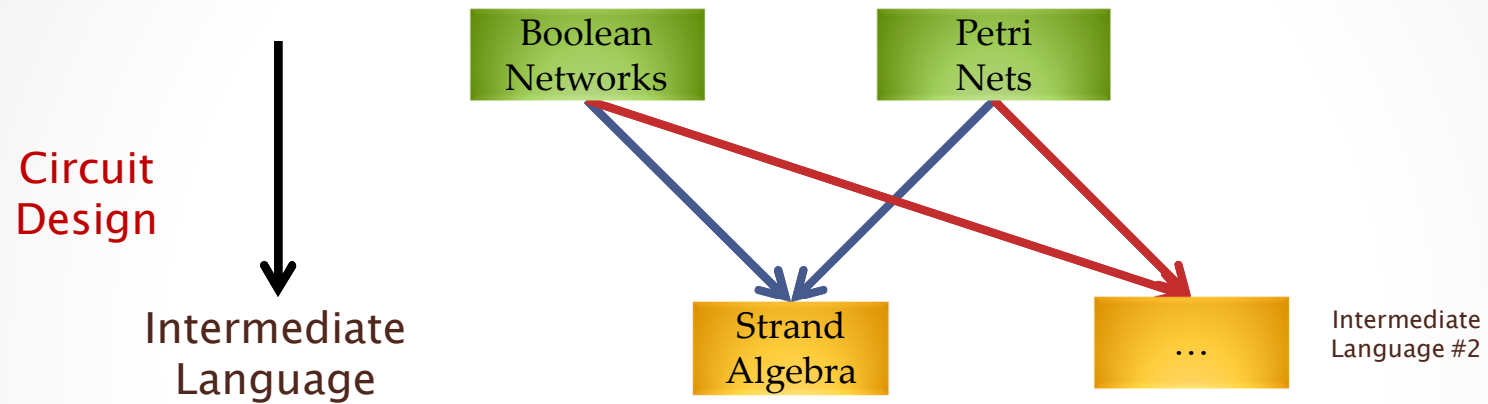 Boolean
Networks
Petri
Nets
Circuit
Design
Intermediate
Language
Strand
Algebra
...
Intermediate
Language #2